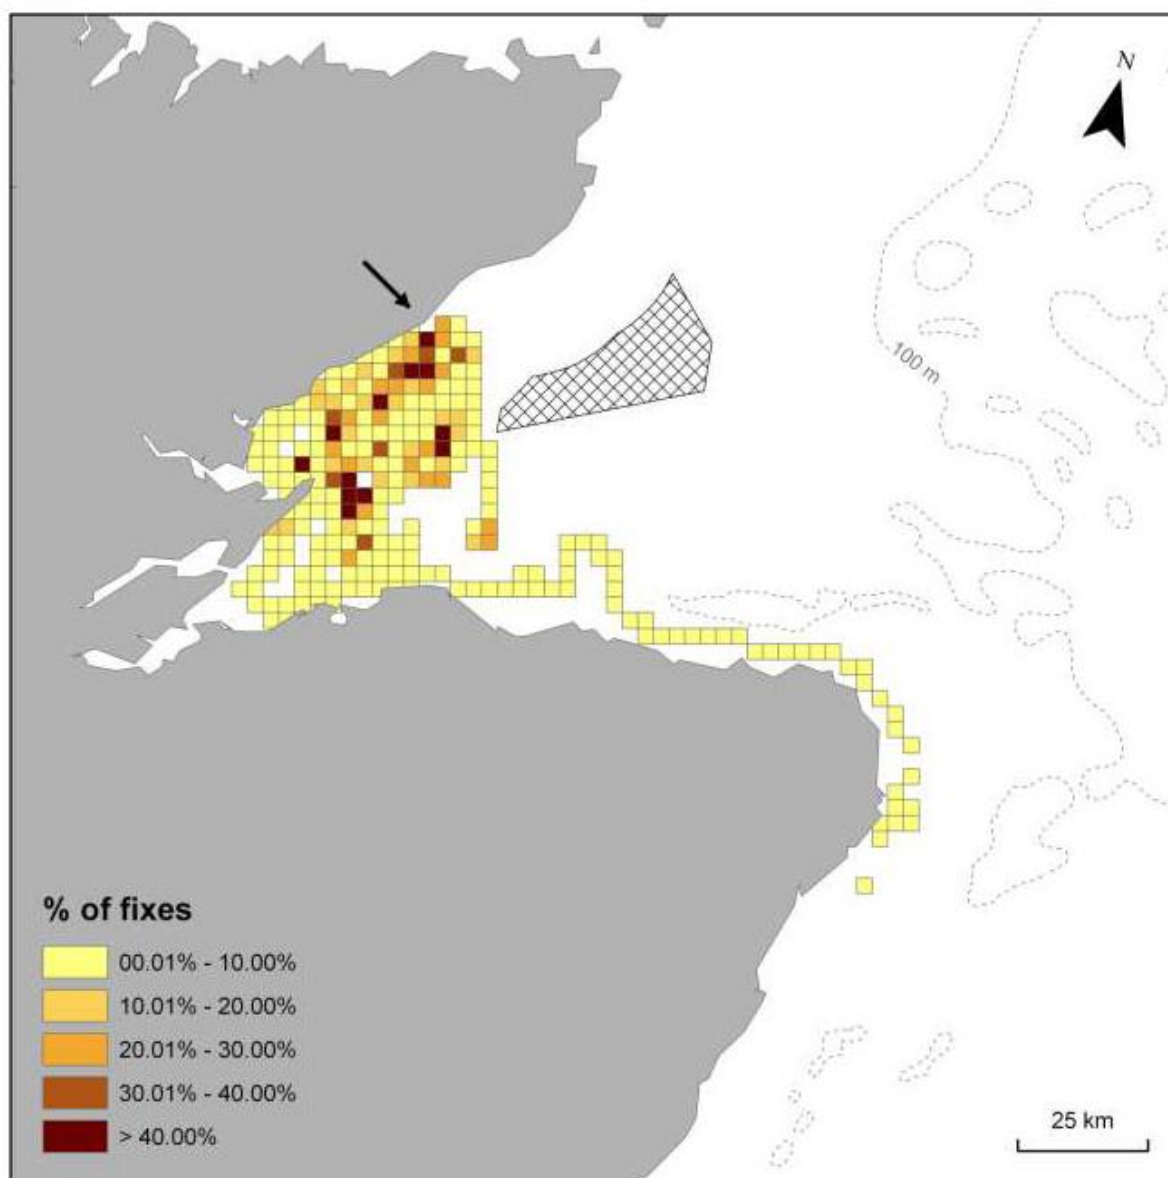 N
100 m
% of fixes
00.01% - 10.00%
10.01% - 20.00%
20.01% - 30.00%
30.01% - 40.00%
> 40.00%
25 km